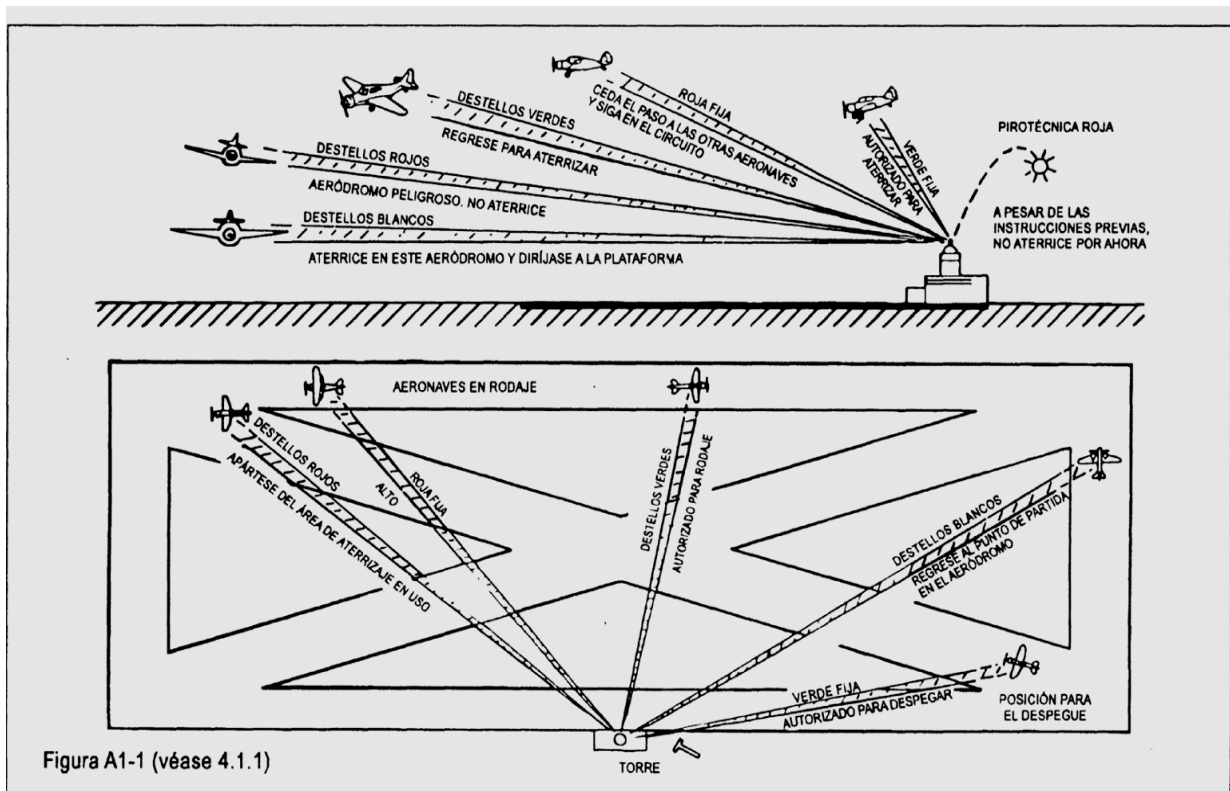 ROJA FIJA
CEDA EL PASO A LAS OTRAS AERONAVES
Y SIGA EN EL CIRCUITO
DESTELLOS VERDES
REGRESE PARA ATERRIZAR
VERDE FIJA
AUTORIZADO PARA
ATERRIZAR
PIROTÉCNICA ROJA
DESTELLOS ROJOS
AERÓDROMO PELIGROSO. NO ATERRICE
DESTELLOS BLANCOS
ATERRICE EN ESTE AERÓDROMO Y DIRÍJASE A LA PLATAFORMA
A PESAR DE LAS
INSTRUCCIONES PREVIAS,
NO ATERRICE POR AHORA
AERONAVES EN RODAJE
DESTELLOS ROJOS
APÁRTESE DEL ÁREA DE ATERRIZAJE EN USO
ROJA FIJA
ALTO
DESTELLOS VERDES
AUTORIZADO PARA RODAJE
DESTELLOS BLANCOS
REGRESE AL PUNTO DE PARTIDA
EN EL AERÓDROMO
VERDE FIJA
AUTORIZADO PARA DESPEGAR
POSICIÓN PARA
EL DESPEGUE
TORRE
Figura A1-1 (véase 4.1.1)